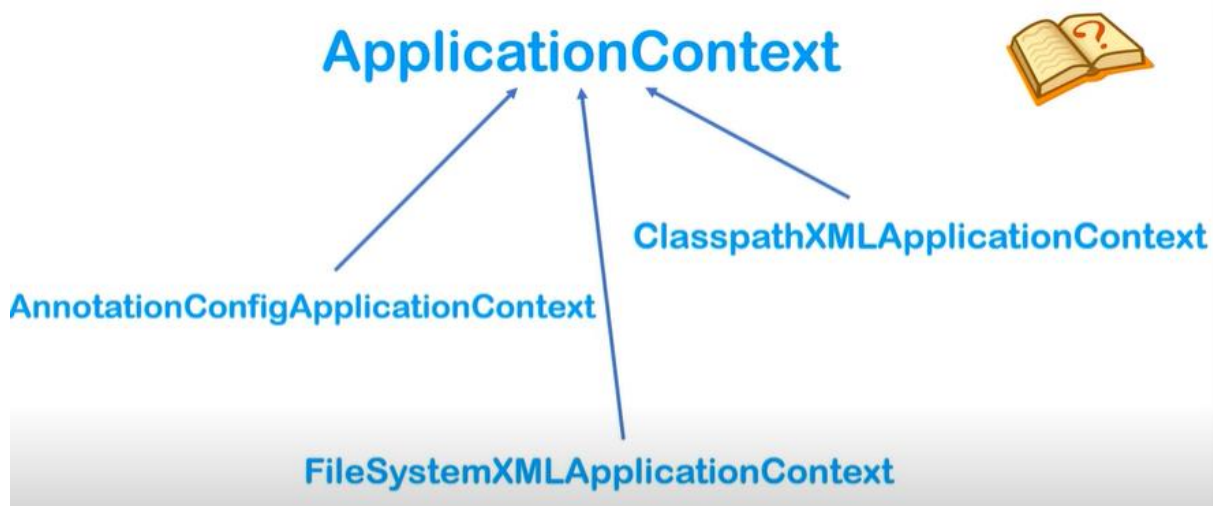 ApplicationContext
?
ClasspathXMLApplicationContext
AnnotationConfigApplicationContext
FileSystemXMLApplicationContext